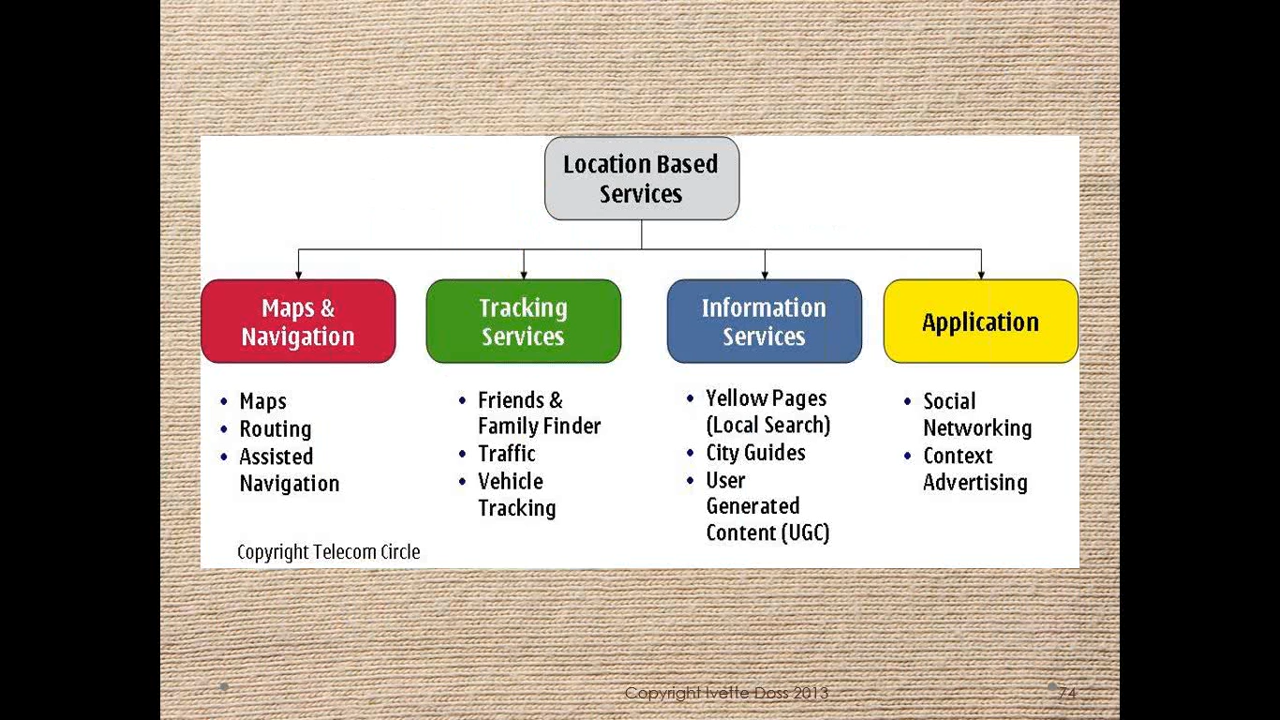 Location Based
Services
Maps &
Navigation
Tracking
Services
Information
Services
Application
• Maps
• Routing
• Assisted
Navigation
• Friends &
Family Finder
• Traffic
• Vehicle
Tracking
• Yellow Pages
(Local Search)
• City Guides
• User
Generated
Content (UGC)
• Social
Networking
• Context
Advertising
Copyright Telecom Circle
Copyright Ivette Doss 2013
74